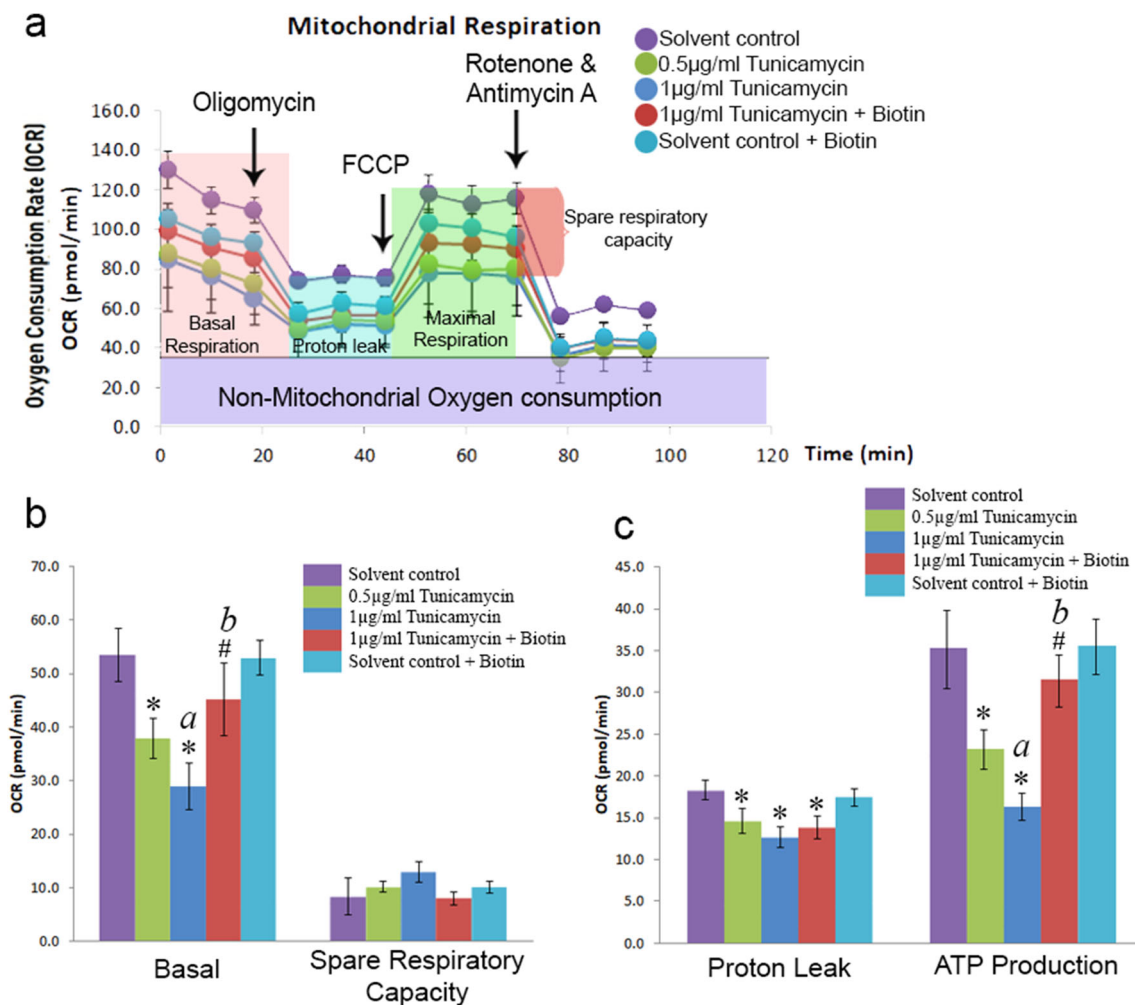 a
Mitochondrial Respiration
Solvent control
0.5µg/ml Tunicamycin
1µg/ml Tunicamycin
1µg/ml Tunicamycin + Biotin
Solvent control + Biotin
Rotenone &
Antimycin A
Oligomycin
FCCP
Oxygen Consumption Rate (OCR)
OCR (pmol/min)
160.0
140.0
120.0
100.0
80.0
60.0
40.0
20.0
0.0
Spare respiratory
capacity
Basal
Respiration
Proton leak
Maximal
Respiration
Non-Mitochondrial Oxygen consumption
0
20
40
60
80
100
120
Time (min)
b
Solvent control
0.5µg/ml Tunicamycin
1µg/ml Tunicamycin
1µg/ml Tunicamycin + Biotin
Solvent control + Biotin
OCR (pmol/min)
70.0
60.0
50.0
40.0
30.0
20.0
10.0
0.0
*
a
*
b
#
Basal
Spare Respiratory
Capacity
c
Solvent control
0.5µg/ml Tunicamycin
1µg/ml Tunicamycin
1µg/ml Tunicamycin + Biotin
Solvent control + Biotin
OCR (pmol/min)
45.0
40.0
35.0
30.0
25.0
20.0
15.0
10.0
5.0
0.0
*
*
*
*
a
*
b
#
Proton Leak
ATP Production